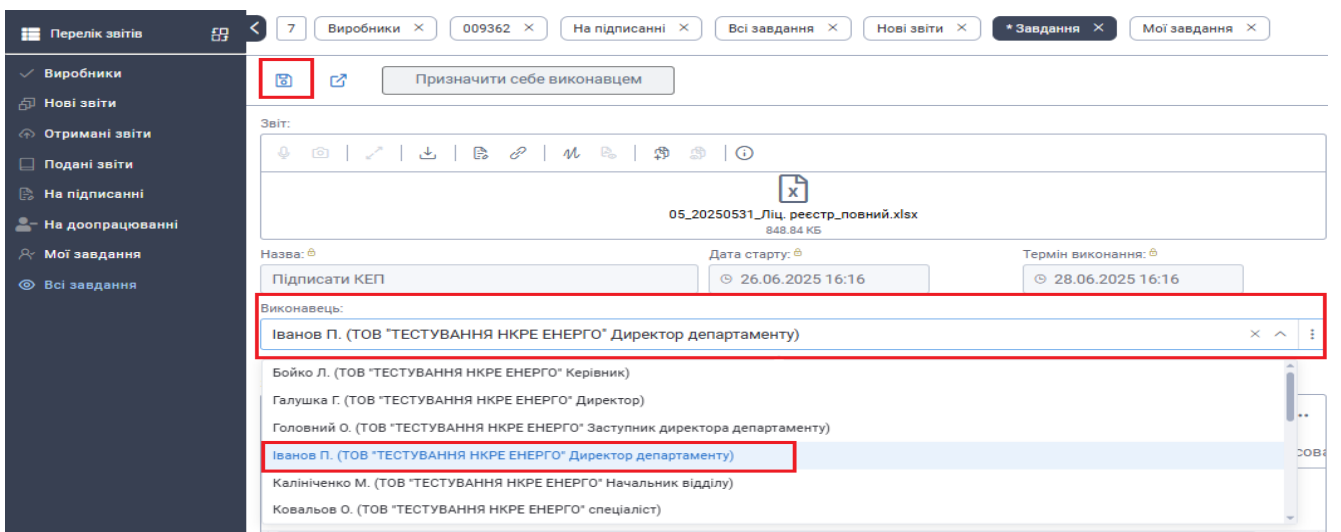 Перелік звітів
7
Виробники
009362
На підписанні
Всі завдання
Нові звіти
* Завдання
Мої завдання
Виробники
Нові звіти
Отримані звіти
Подані звіти
На підписанні
На доопрацюванні
Мої завдання
Всі завдання
Призначити себе виконавцем
Звіт:
05_20250531_Ліц. реєстр_повний.xlsx
848.84 КБ
Назва:
Дата старту:
Термін виконання:
Підписати КЕП
26.06.2025 16:16
28.06.2025 16:16
Виконавець:
Іванов П. (ТОВ "ТЕСТУВАННЯ НКРЕ ЕНЕРГО" Директор департаменту)
Бойко Л. (ТОВ "ТЕСТУВАННЯ НКРЕ ЕНЕРГО" Керівник)
Галушка Г. (ТОВ "ТЕСТУВАННЯ НКРЕ ЕНЕРГО" Директор)
Головний О. (ТОВ "ТЕСТУВАННЯ НКРЕ ЕНЕРГО" Заступник директора департаменту)
Іванов П. (ТОВ "ТЕСТУВАННЯ НКРЕ ЕНЕРГО" Директор департаменту)
Калініченко М. (ТОВ "ТЕСТУВАННЯ НКРЕ ЕНЕРГО" Начальник відділу)
Ковальов О. (ТОВ "ТЕСТУВАННЯ НКРЕ ЕНЕРГО" спеціаліст)